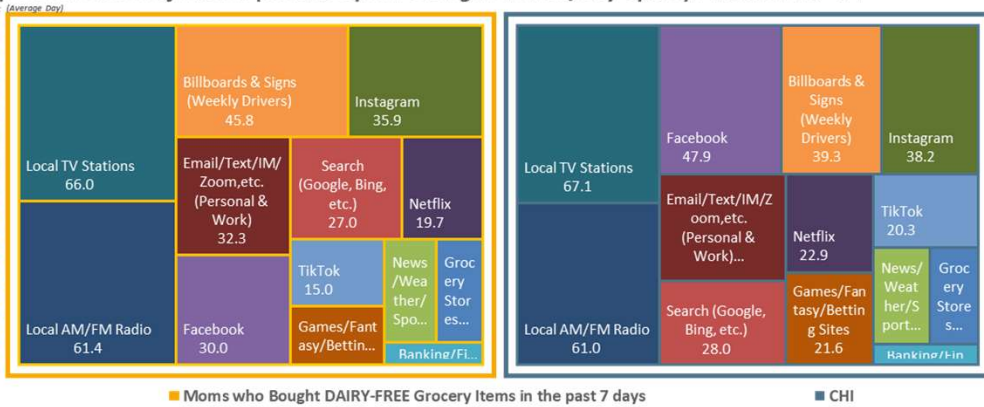 (Average Day)
Billboards & Signs
(Weekly Drivers)
45.8
Instagram
35.9
Local TV Stations
66.0
Email/Text/IM/
Zoom,etc.
(Personal &
Work)
32.3
Search
(Google, Bing,
etc.)
27.0
Netflix
19.7
Local AM/FM Radio
61.4
Facebook
30.0
TikTok
15.0
News
/Wea
ther/
Spo...
Groc
ery
Stor
es...
Games/Fant
asy/Bettin...
Banking/Fi...
Facebook
47.9
Billboards &
Signs
(Weekly
Drivers)
39.3
Instagram
38.2
Local TV Stations
67.1
Email/Text/IM/Z
oom,etc.
(Personal &
Work)...
Netflix
22.9
TikTok
20.3
Local AM/FM Radio
61.0
Search (Google,
Bing, etc.)
28.0
Games/Fan
tasy/Bettin
g Sites
21.6
News/
Weat
her/Sp
ort...
Groc
ery
Store
s...
Banking/Fin
Moms who Bought DAIRY-FREE Grocery Items in the past 7 days
CHI